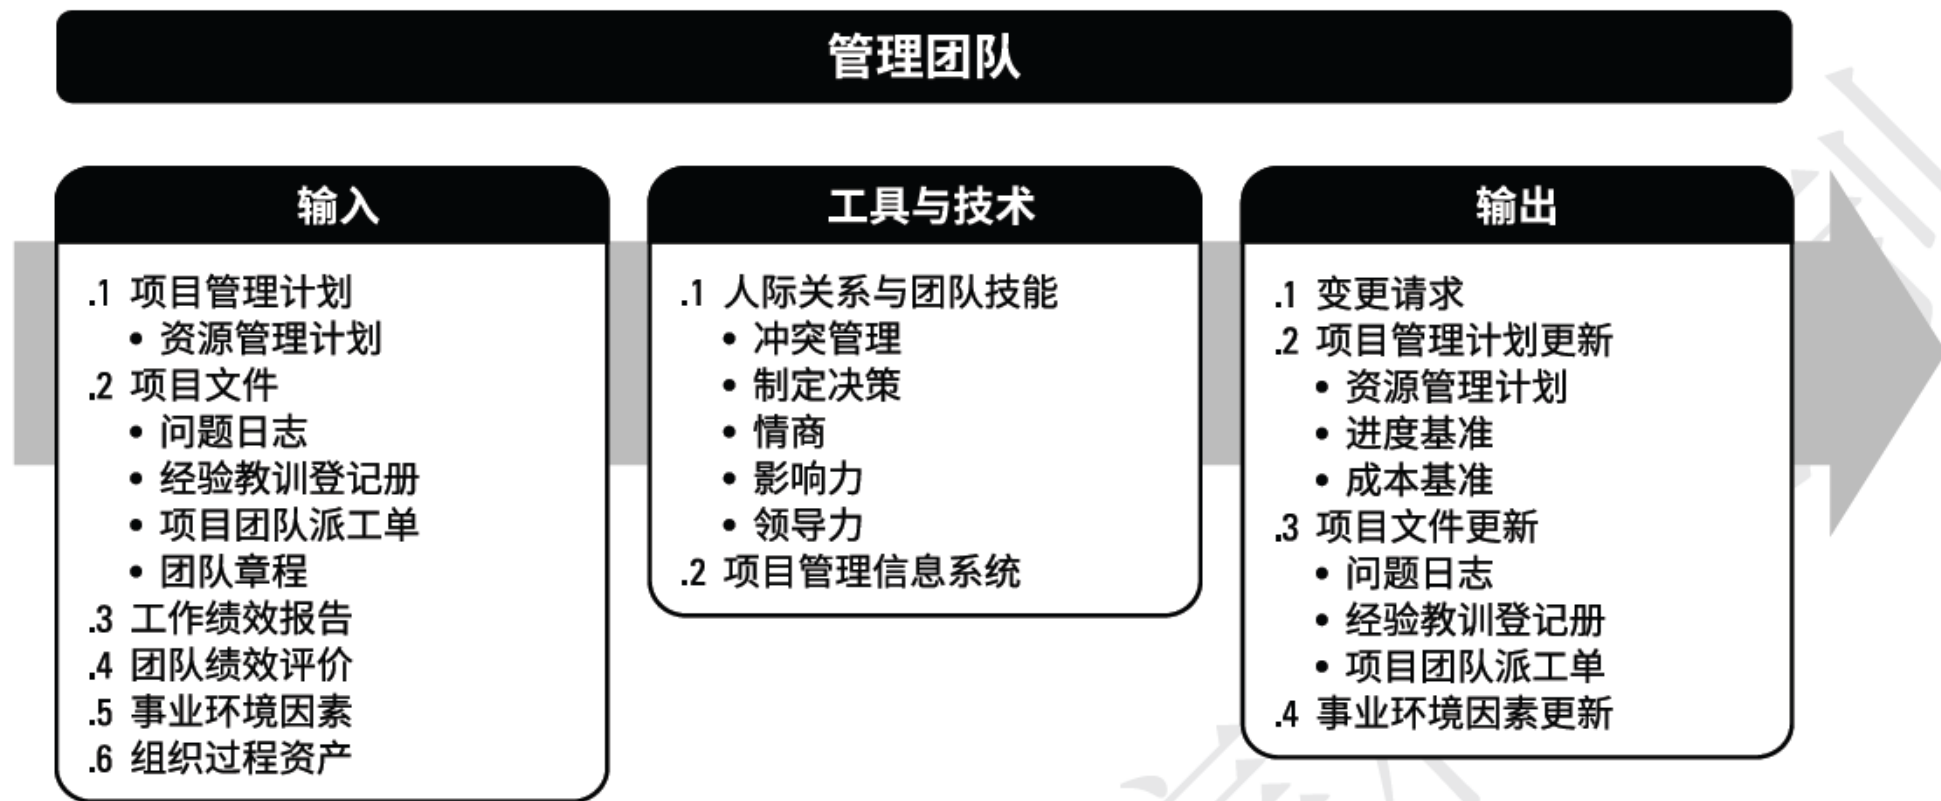 管理团队
输入
.1 项目管理计划
• 资源管理计划
.2 项目文件
• 问题日志
• 经验教训登记册
• 项目团队派工单
• 团队章程
.3 工作绩效报告
.4 团队绩效评价
.5 事业环境因素
.6 组织过程资产
工具与技术
.1 人际关系与团队技能
• 冲突管理
• 制定决策
• 情商
• 影响力
• 领导力
.2 项目管理信息系统
输出
.1 变更请求
.2 项目管理计划更新
• 资源管理计划
• 进度基准
• 成本基准
.3 项目文件更新
• 问题日志
• 经验教训登记册
• 项目团队派工单
.4 事业环境因素更新